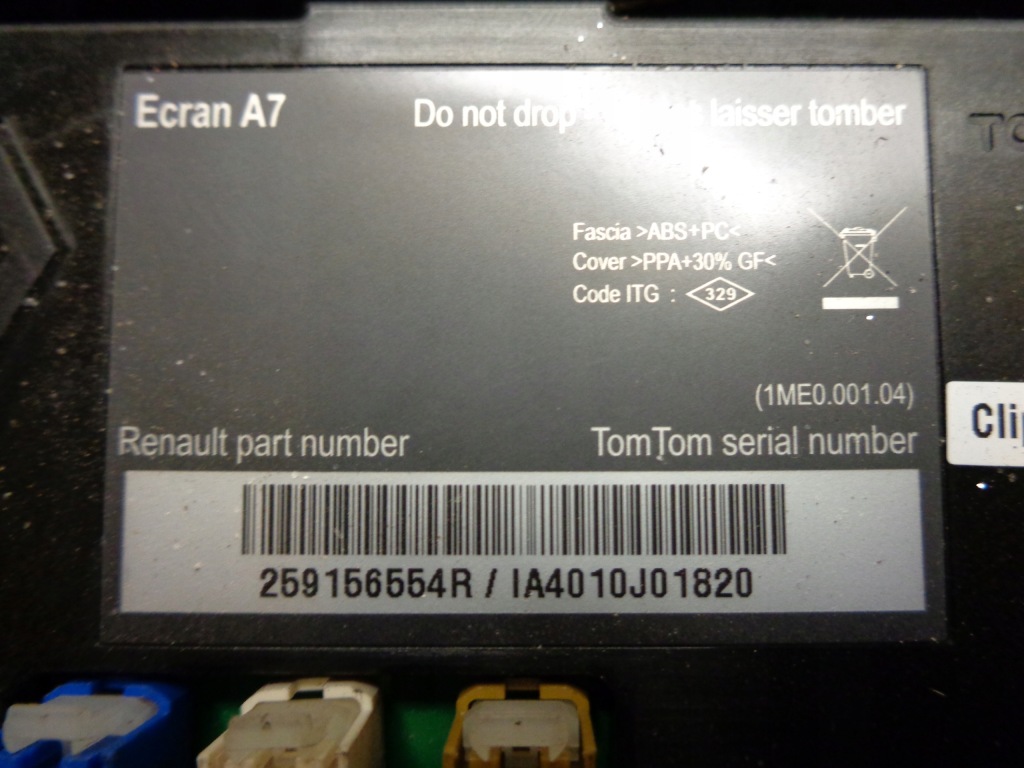 Ecran A7
Do not drop laisser tomber
Fascia >ABS+PC<
Cover >PPA+30% GF<
Code ITG : 329
(1ME0.001.04)
Renault part number
TomTom serial number
259156554R / IA4010J01820